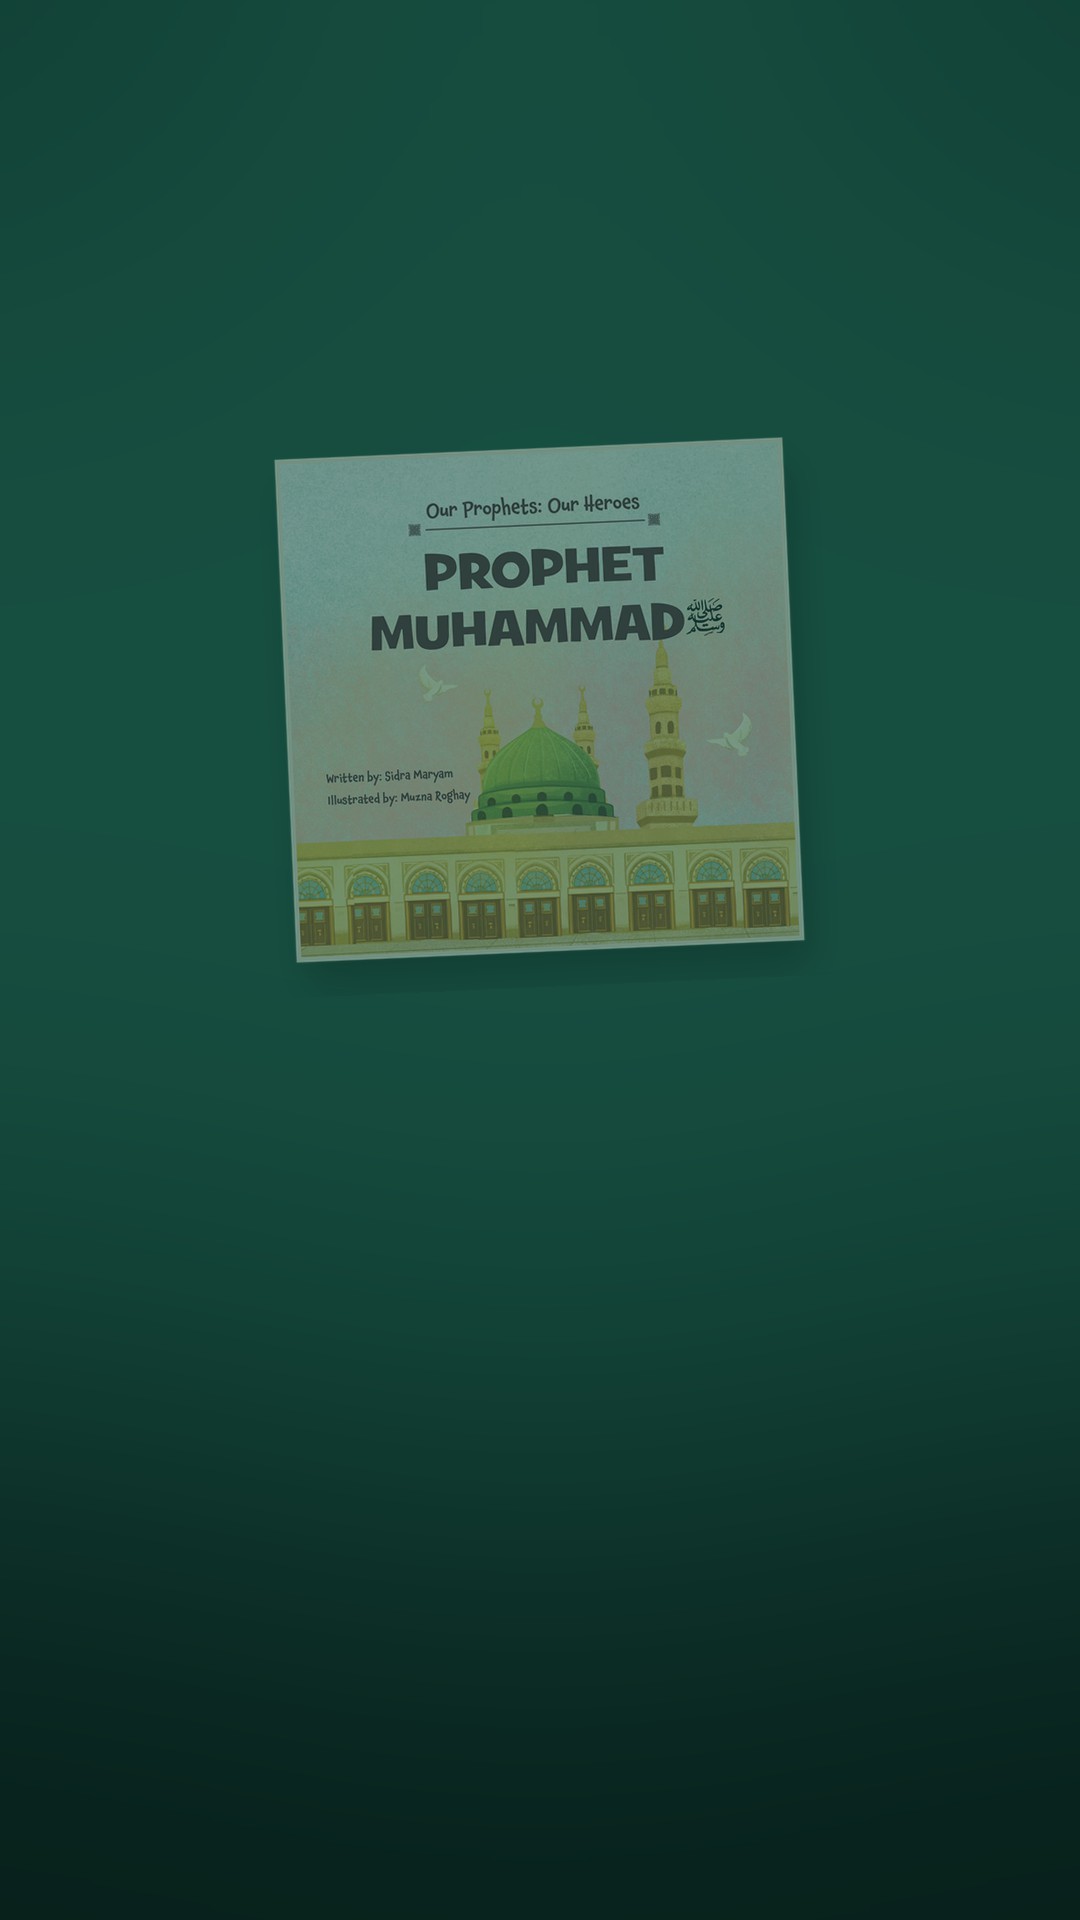 Our Prophets: Our Heroes
PROPHET
MUHAMMAD ﷺ
Written by: Sidra Maryam
Illustrated by: Muzna Roghay